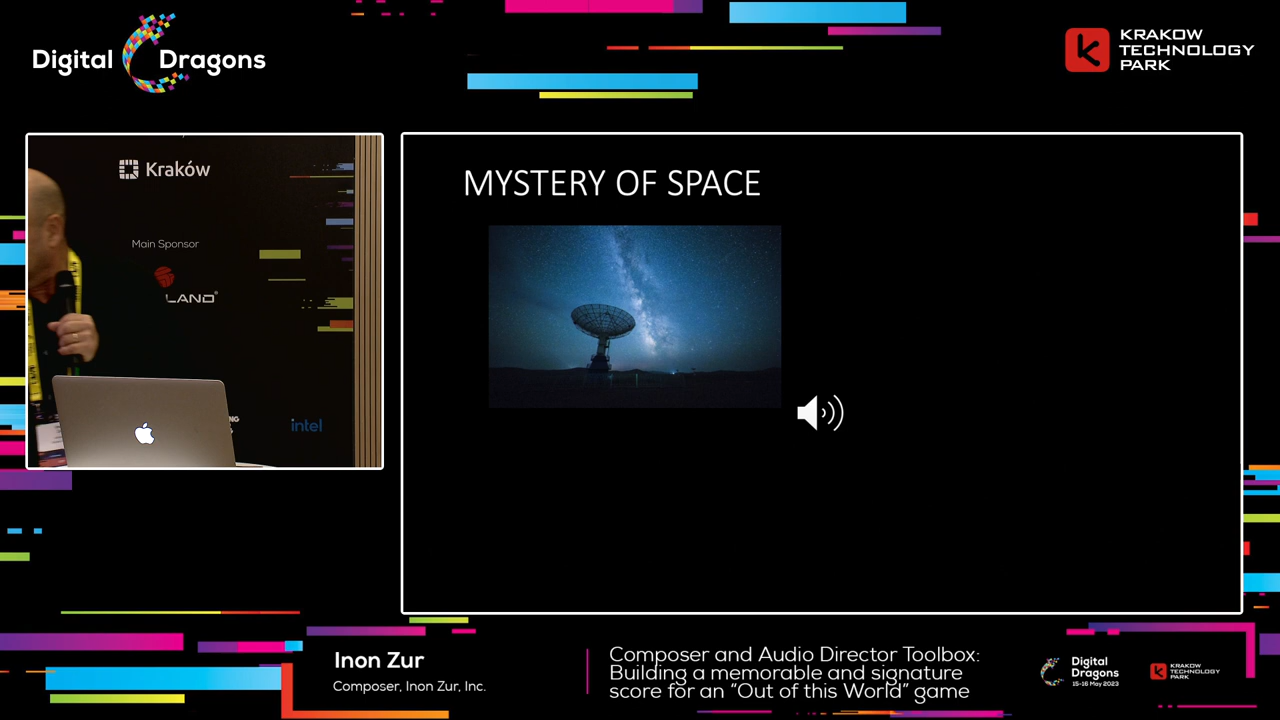 Digital Dragons
KRAKOW
TECHNOLOGY
PARK
Kraków
Main Sponsor
LAND
intel
MYSTERY OF SPACE
Inon Zur
Composer, Inon Zur, Inc.
Composer and Audio Director Toolbox:
Building a memorable and signature
score for an “Out of this World” game
Digital
Dragons
15-16 May 2023
KRAKOW
TECHNOLOGY
PARK